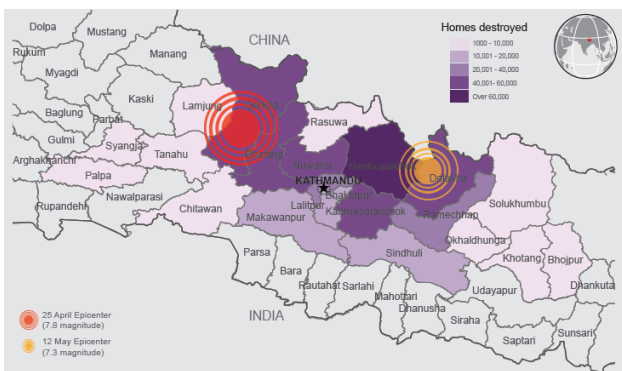 Homes destroyed
1000 - 10,000
10,001 - 20,000
20,001 - 40,000
40,001- 60,000
Over 60,000
CHINA
Dolpa
Mustang
Rukum
Manang
Myagdi
Kaski
Lamjung
Gorkha
Rasuwa
Baglung
Parbat
Gulmi
Syangja
Tanahu
Dhading
Nuwakot
Sindhupalchok
Dolakha
Arghakhanchi
Palpa
KATHMANDU
Bhaktapur
Solukhumbu
Rupandehi
Nawalparasi
Chitawan
Lalitpur
Kabhrepalanchok
Ramechhap
Makawanpur
Okhaldhunga
Khotang
Bhojpur
Parsa
Sindhuli
Bara
Rautahat
Sarlahi
Mahottari
Dhanusha
Udayapur
Dhankuta
Siraha
Saptari
Sunsari
INDIA
25 April Epicenter
(7.8 magnitude)
12 May Epicenter
(7.3 magnitude)